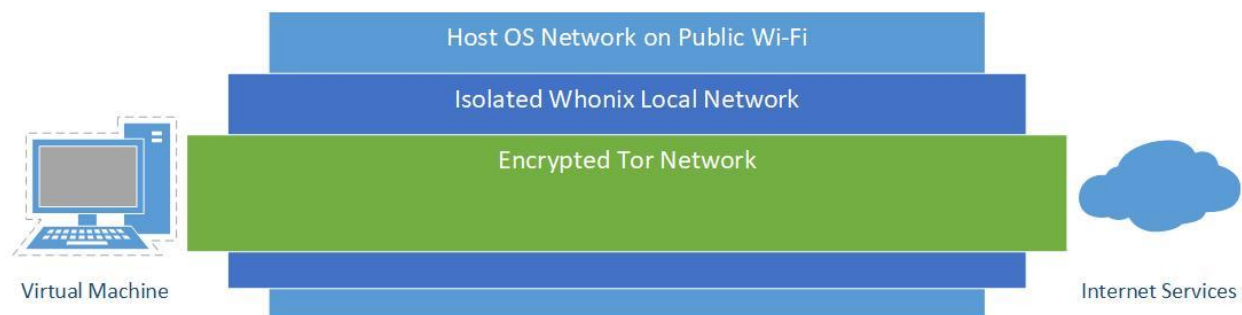 Host OS Network on Public Wi-Fi
Isolated Whonix Local Network
Encrypted Tor Network
Virtual Machine
Internet Services